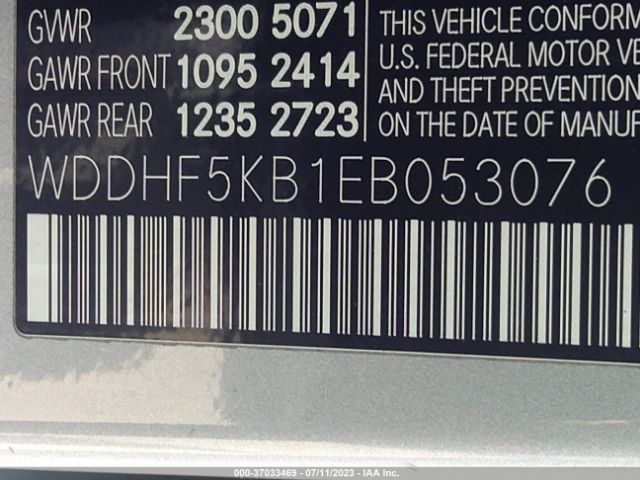 GVWR 2300 5071
GAWR FRONT 1095 2414
GAWR REAR 1235 2723
THIS VEHICLE CONFORM
U.S. FEDERAL MOTOR VE
AND THEFT PREVENTION
ON THE DATE OF MANUF
WDDHF5KB1EB053076
000-37033469 - 07/11/2023 - IAA Inc.